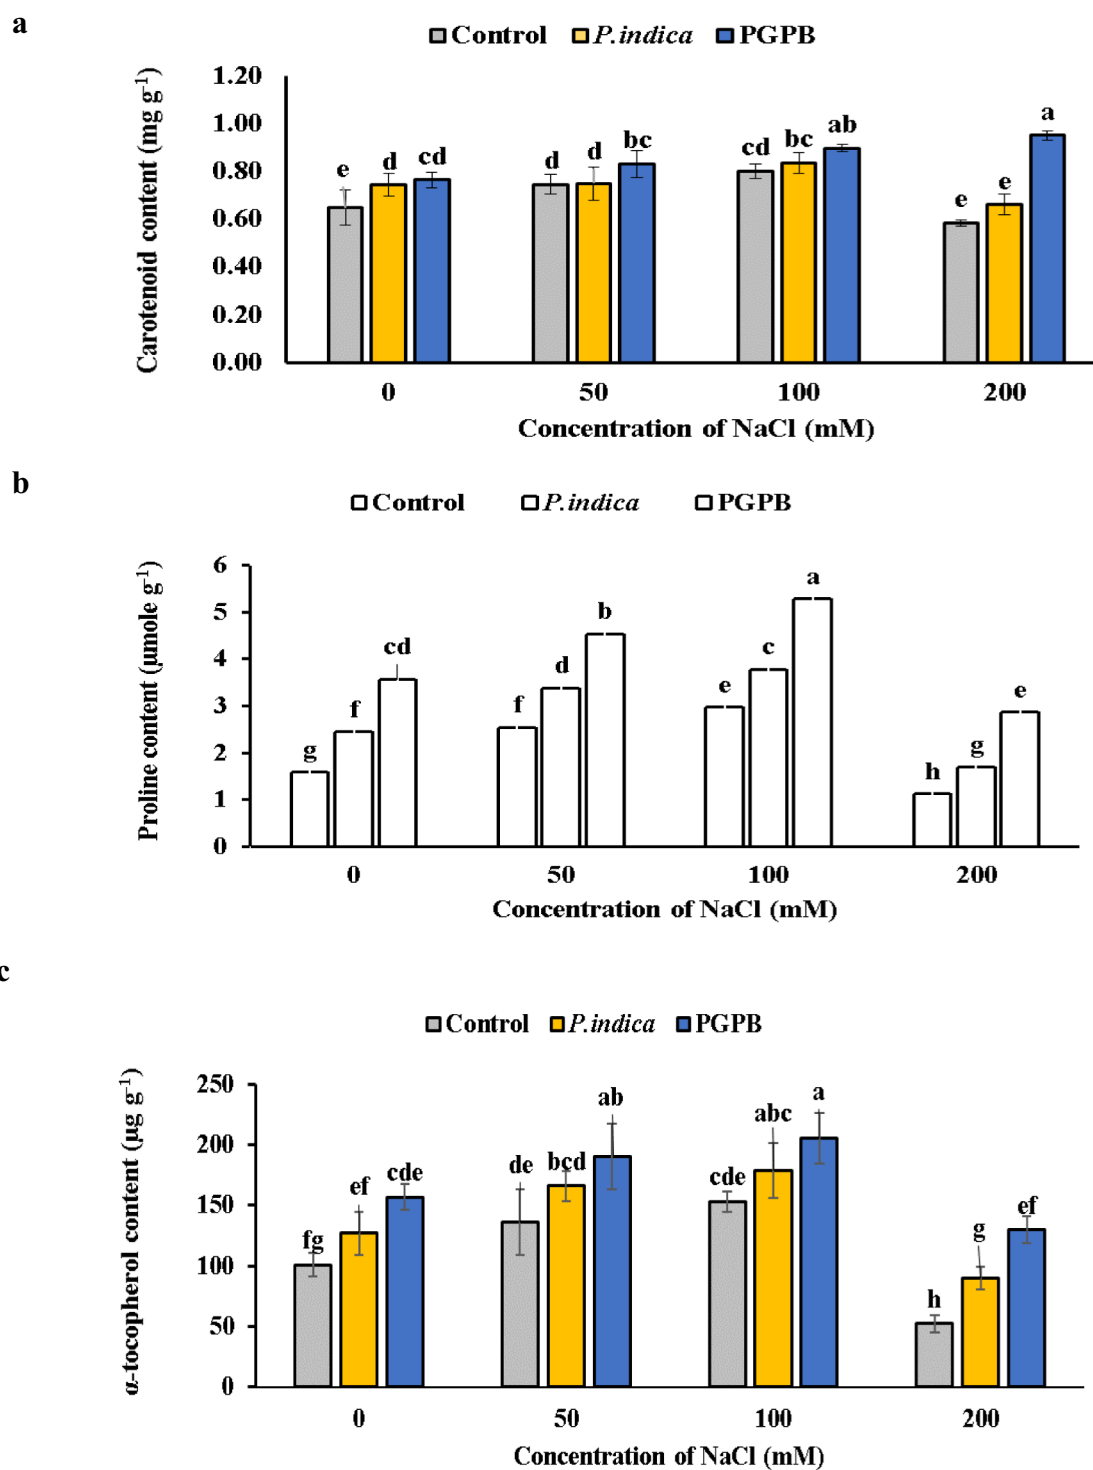 a
Control P.indica PGPB
Carotenoid content (mg g⁻¹)
1.20
1.00
0.80
0.60
0.40
0.20
0.00
e d cd d d bc cd bc ab e e a
0 50 100 200
Concentration of NaCl (mM)
b
Control P.indica PGPB
Proline content (µmole g⁻¹)
6
5
4
3
2
1
0
g f cd f d b e c a h g e
0 50 100 200
Concentration of NaCl (mM)
c
Control P.indica PGPB
α-tocopherol content (µg g⁻¹)
250
200
150
100
50
0
fg ef cde de bcd ab cde abc a h g ef
0 50 100 200
Concentration of NaCl (mM)